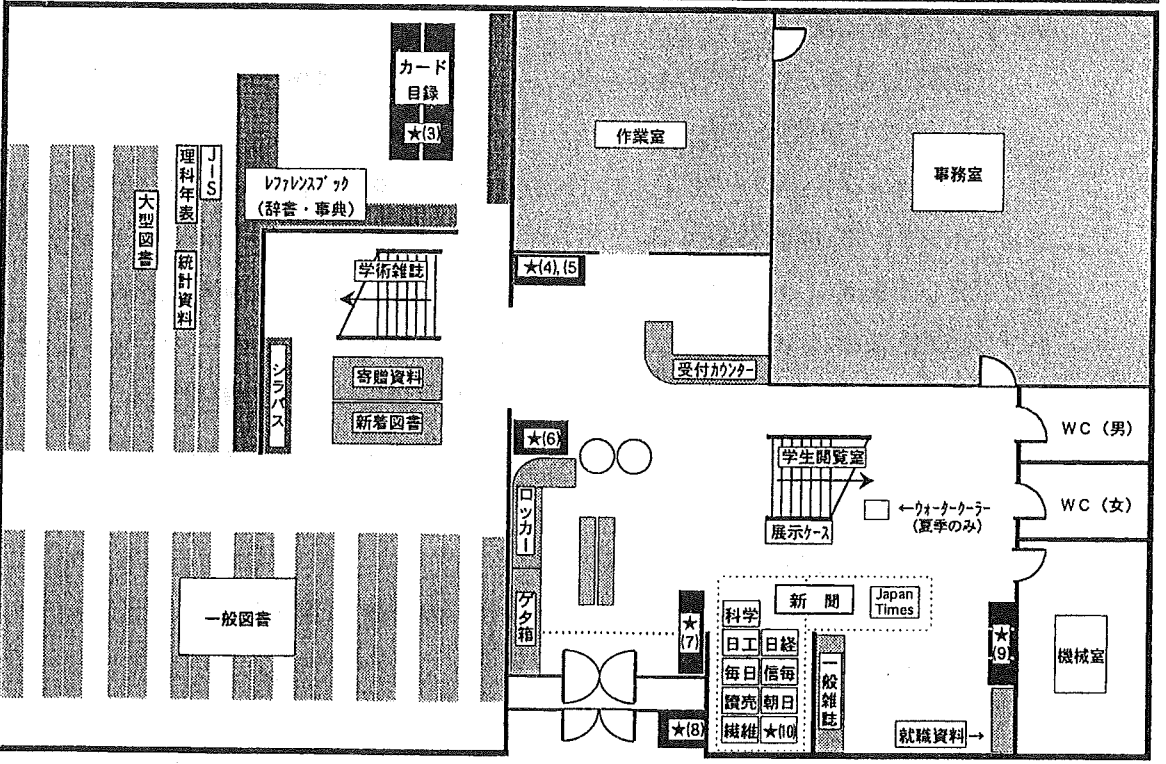 カード
目録
★(3)
作業室
事務室
レファレンスブック
(辞書・事典)
JIS
理科年表
大型図書
統計資料
学術雑誌
★(4),(5
シラバス
寄贈資料
新着図書
受付カウンター
★(6)
WC(男)
学生閲覧室
WC(女)
←ウォータークーラー
(夏季のみ)
展示ケース
ロッカー
ゲタ箱
一般図書
新聞
Japan
Times
科学
日工
日経
毎日
信毎
讀売
朝日
繊維
★(10)
★
(7)
★(8)
一般雑誌
★
(9)
機械室
就職資料→